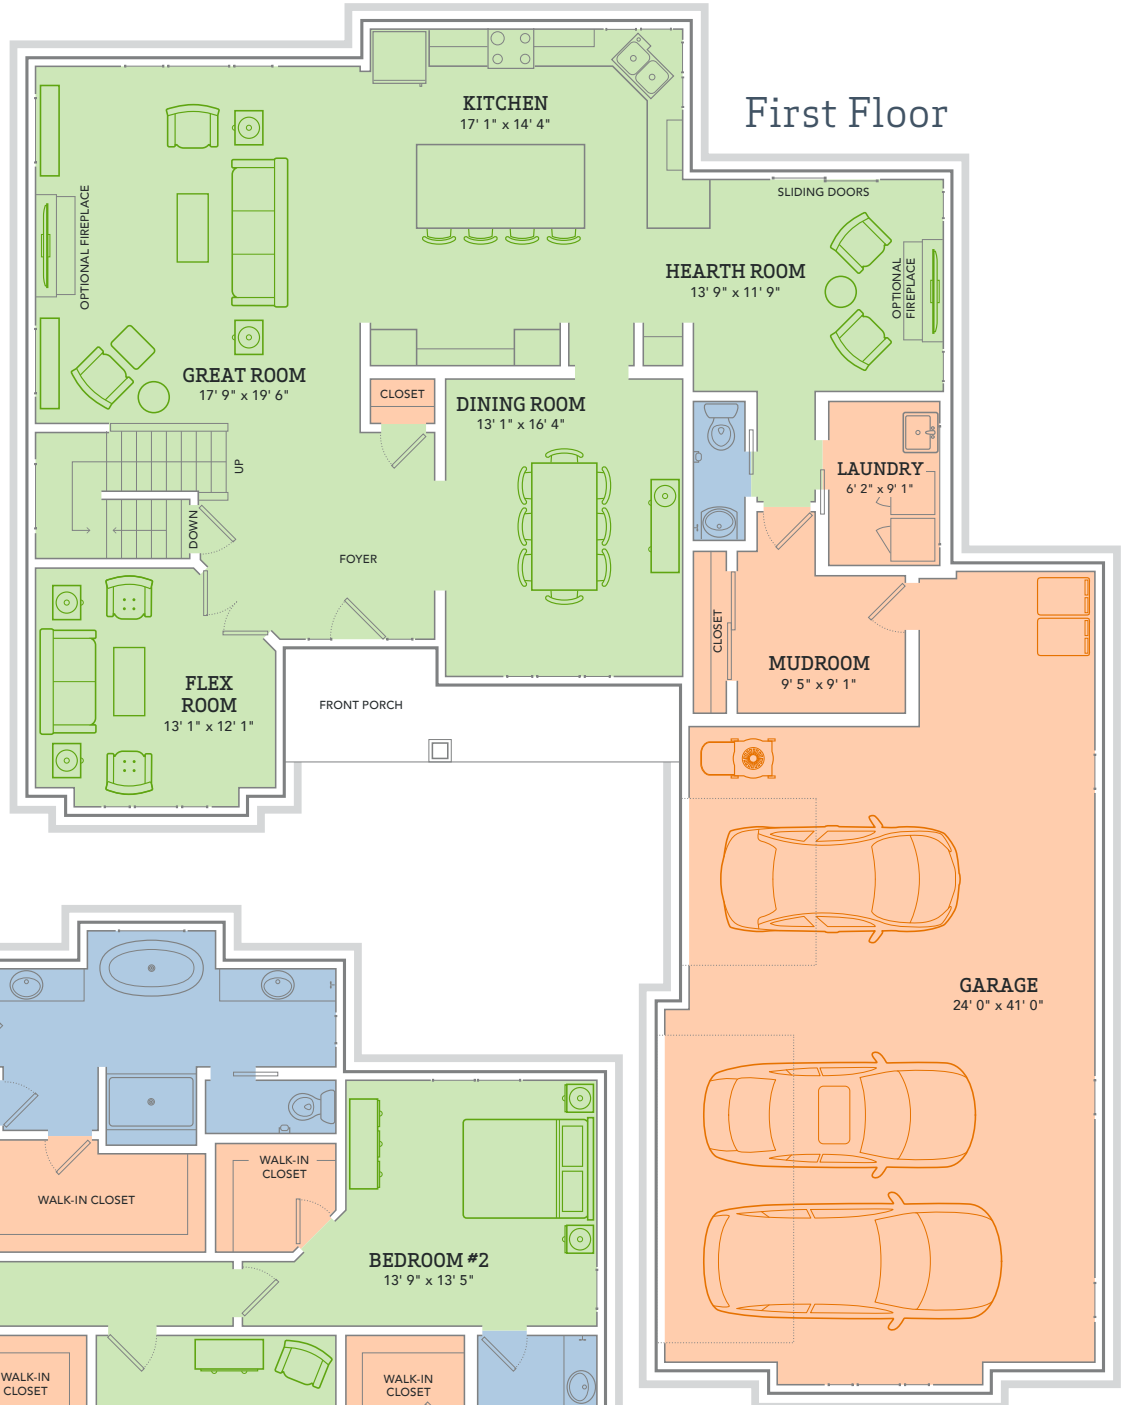 First Floor
KITCHEN
17' 1" x 14' 4"
SLIDING DOORS
OPTIONAL FIREPLACE
HEARTH ROOM
13' 9" x 11' 9"
OPTIONAL
FIREPLACE
GREAT ROOM
17' 9" x 19' 6"
CLOSET
DINING ROOM
13' 1" x 16' 4"
UP
LAUNDRY
6' 2" x 9' 1"
DOWN
FOYER
CLOSET
MUDROOM
9' 5" x 9' 1"
FLEX
ROOM
13' 1" x 12' 1"
FRONT PORCH
GARAGE
24' 0" x 41' 0"
WALK-IN
CLOSET
WALK-IN CLOSET
BEDROOM #2
13' 9" x 13' 5"
WALK-IN
CLOSET
WALK-IN
CLOSET